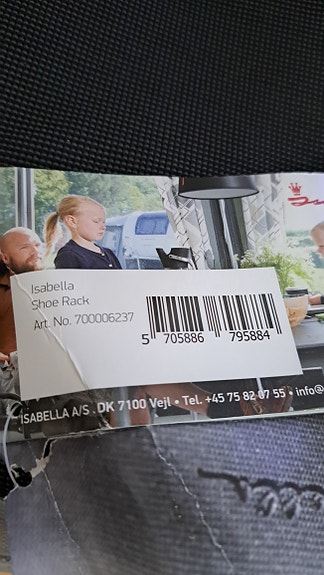 Isabella
Shoe Rack
Art. No. 700006237
5 705886 795884
ISABELLA A/S . DK 7100 Vejl • Tel. +45 75 82 07 55 • info@